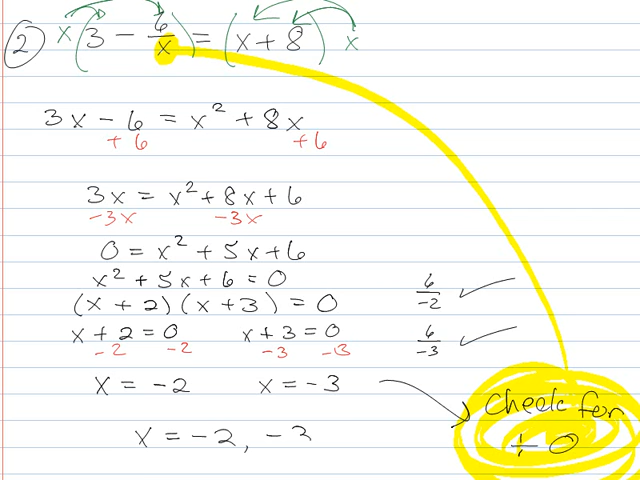 ② x(3 - 6/x) = (x + 8)x
3x - 6 = x² + 8x
+6 +6
3x = x² + 8x + 6
-3x -3x
0 = x² + 5x + 6
x² + 5x + 6 = 0
(x + 2)(x + 3) = 0
6/-2 ✓
x + 2 = 0 x + 3 = 0
-2 -2 -3 -3
6/-3 ✓
x = -2 x = -3
check for
÷ 0
x = -2, -3